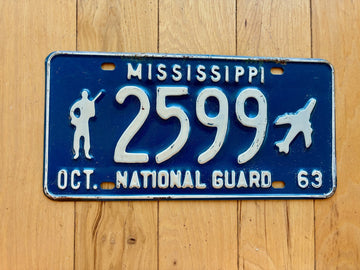 MISSISSIPPI
2599
OCT. NATIONAL GUARD 63